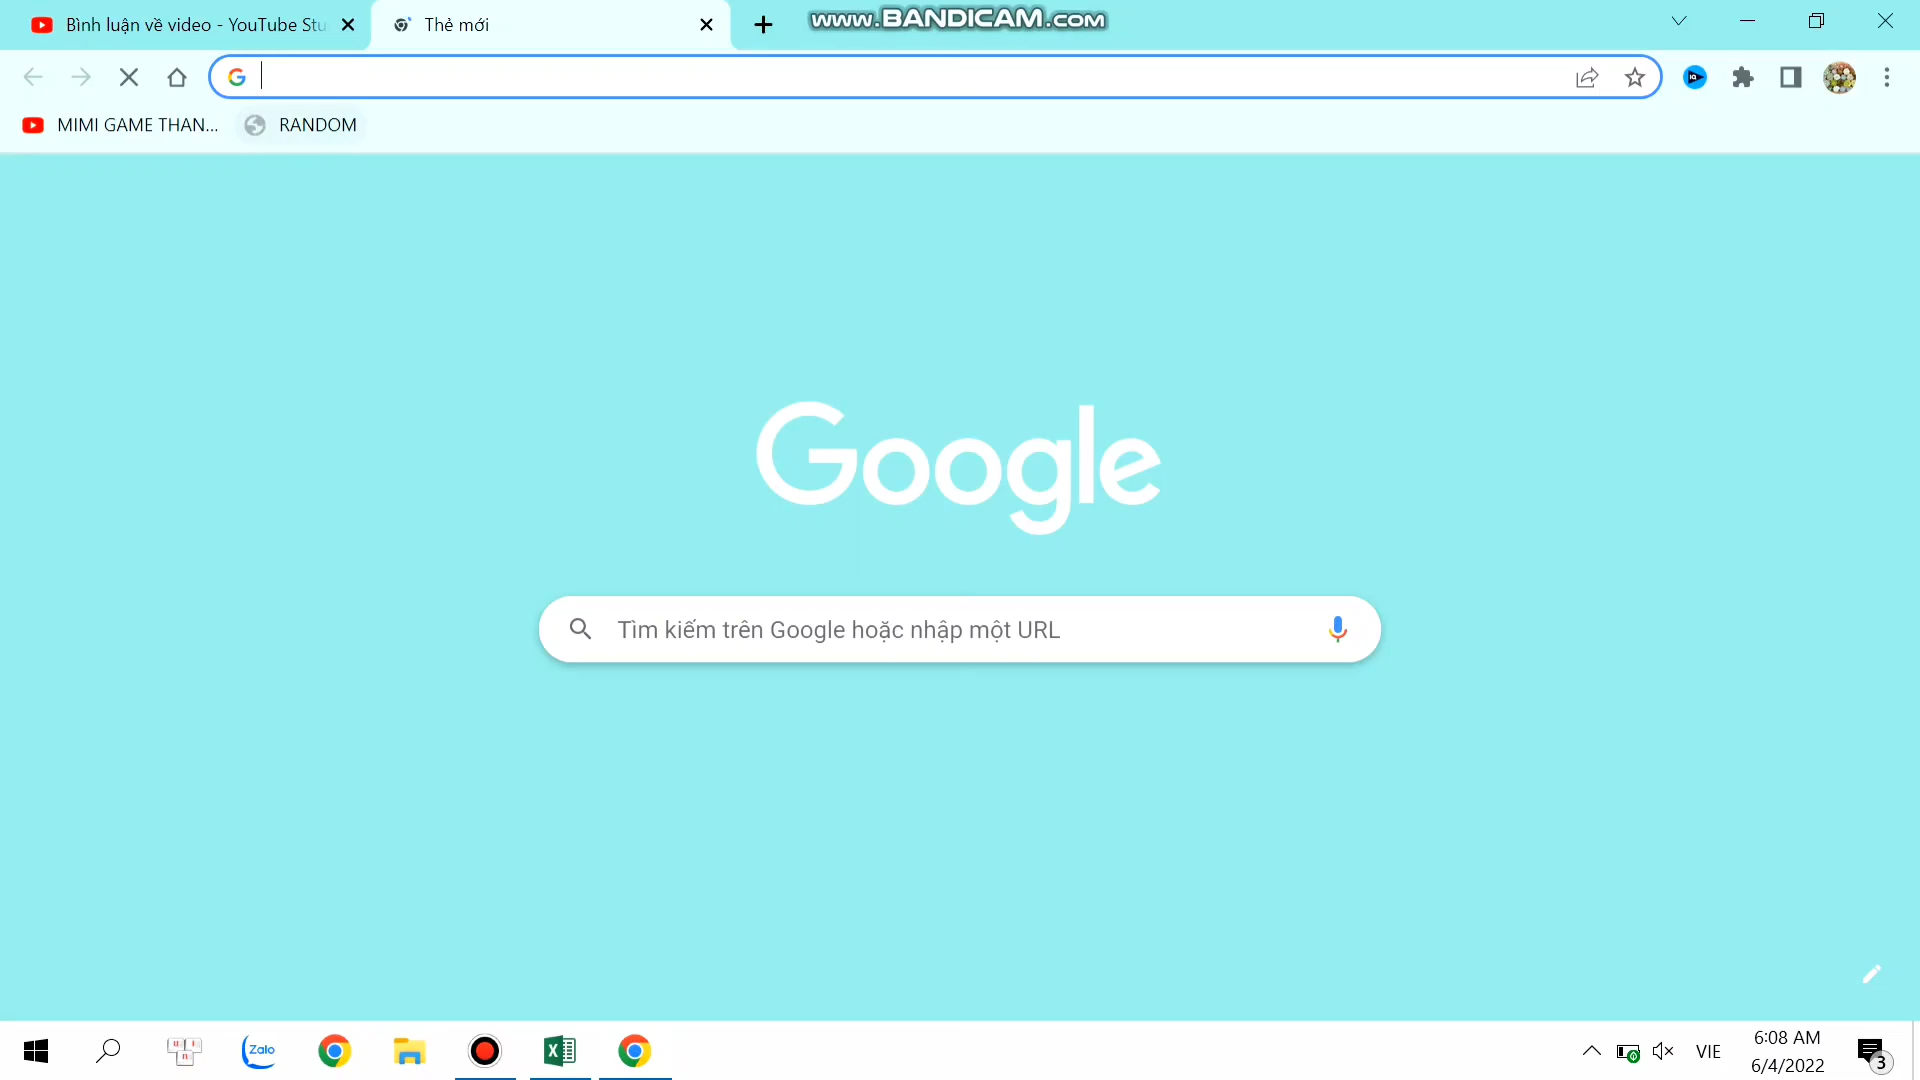 Bình luận về video - YouTube Stu
Thẻ mới
www.BANDICAM.com
MIMI GAME THAN...
RANDOM
Google
Tìm kiếm trên Google hoặc nhập một URL
Zalo
VIE
6:08 AM
6/4/2022
3